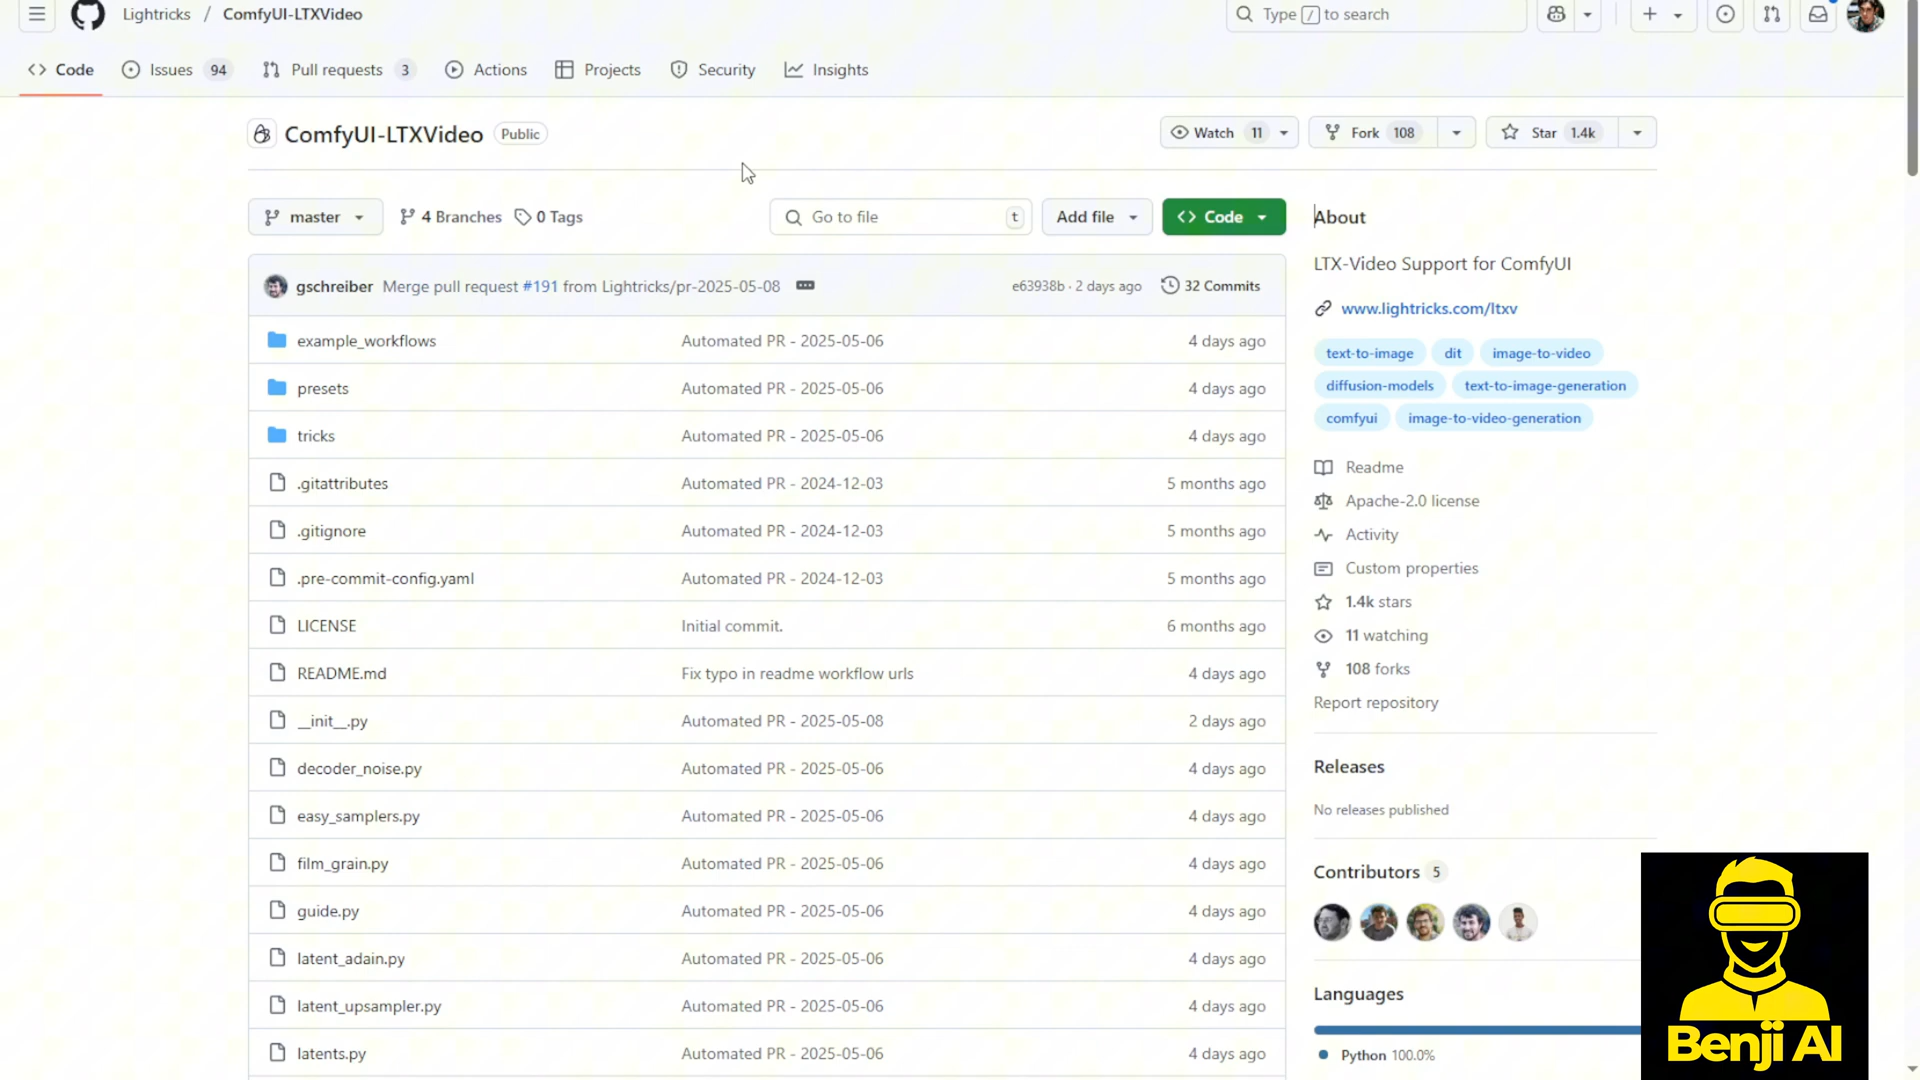 Lightricks / ComfyUI-LTXVideo
Type / to search
Code
Issues 94
Pull requests 3
Actions
Projects
Security
Insights
ComfyUI-LTXVideo Public
Watch 11
Fork 108
Star 1.4k
master
4 Branches
0 Tags
Go to file t
Add file
Code
gschreiber Merge pull request #191 from Lightricks/pr-2025-05-08
e63938b · 2 days ago
32 Commits
example_workflows Automated PR - 2025-05-06 4 days ago
presets Automated PR - 2025-05-06 4 days ago
tricks Automated PR - 2025-05-06 4 days ago
.gitattributes Automated PR - 2024-12-03 5 months ago
.gitignore Automated PR - 2024-12-03 5 months ago
.pre-commit-config.yaml Automated PR - 2024-12-03 5 months ago
LICENSE Initial commit. 6 months ago
README.md Fix typo in readme workflow urls 4 days ago
__init__.py Automated PR - 2025-05-08 2 days ago
decoder_noise.py Automated PR - 2025-05-06 4 days ago
easy_samplers.py Automated PR - 2025-05-06 4 days ago
film_grain.py Automated PR - 2025-05-06 4 days ago
guide.py Automated PR - 2025-05-06 4 days ago
latent_adain.py Automated PR - 2025-05-06 4 days ago
latent_upsampler.py Automated PR - 2025-05-06 4 days ago
latents.py Automated PR - 2025-05-06 4 days ago
About
LTX-Video Support for ComfyUI
www.lightricks.com/ltxv
text-to-image dit image-to-video
diffusion-models text-to-image-generation
comfyui image-to-video-generation
Readme
Apache-2.0 license
Activity
Custom properties
1.4k stars
11 watching
108 forks
Report repository
Releases
No releases published
Contributors 5
Languages
Python 100.0%
Benji AI